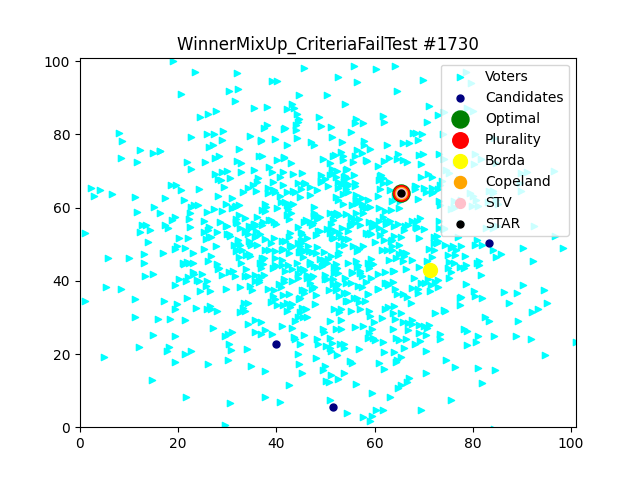 WinnerMixUp_CriteriaFailTest #1730
100
80
60
40
20
0
0
20
40
60
80
100
Voters
Candidates
Optimal
Plurality
Borda
Copeland
STV
STAR